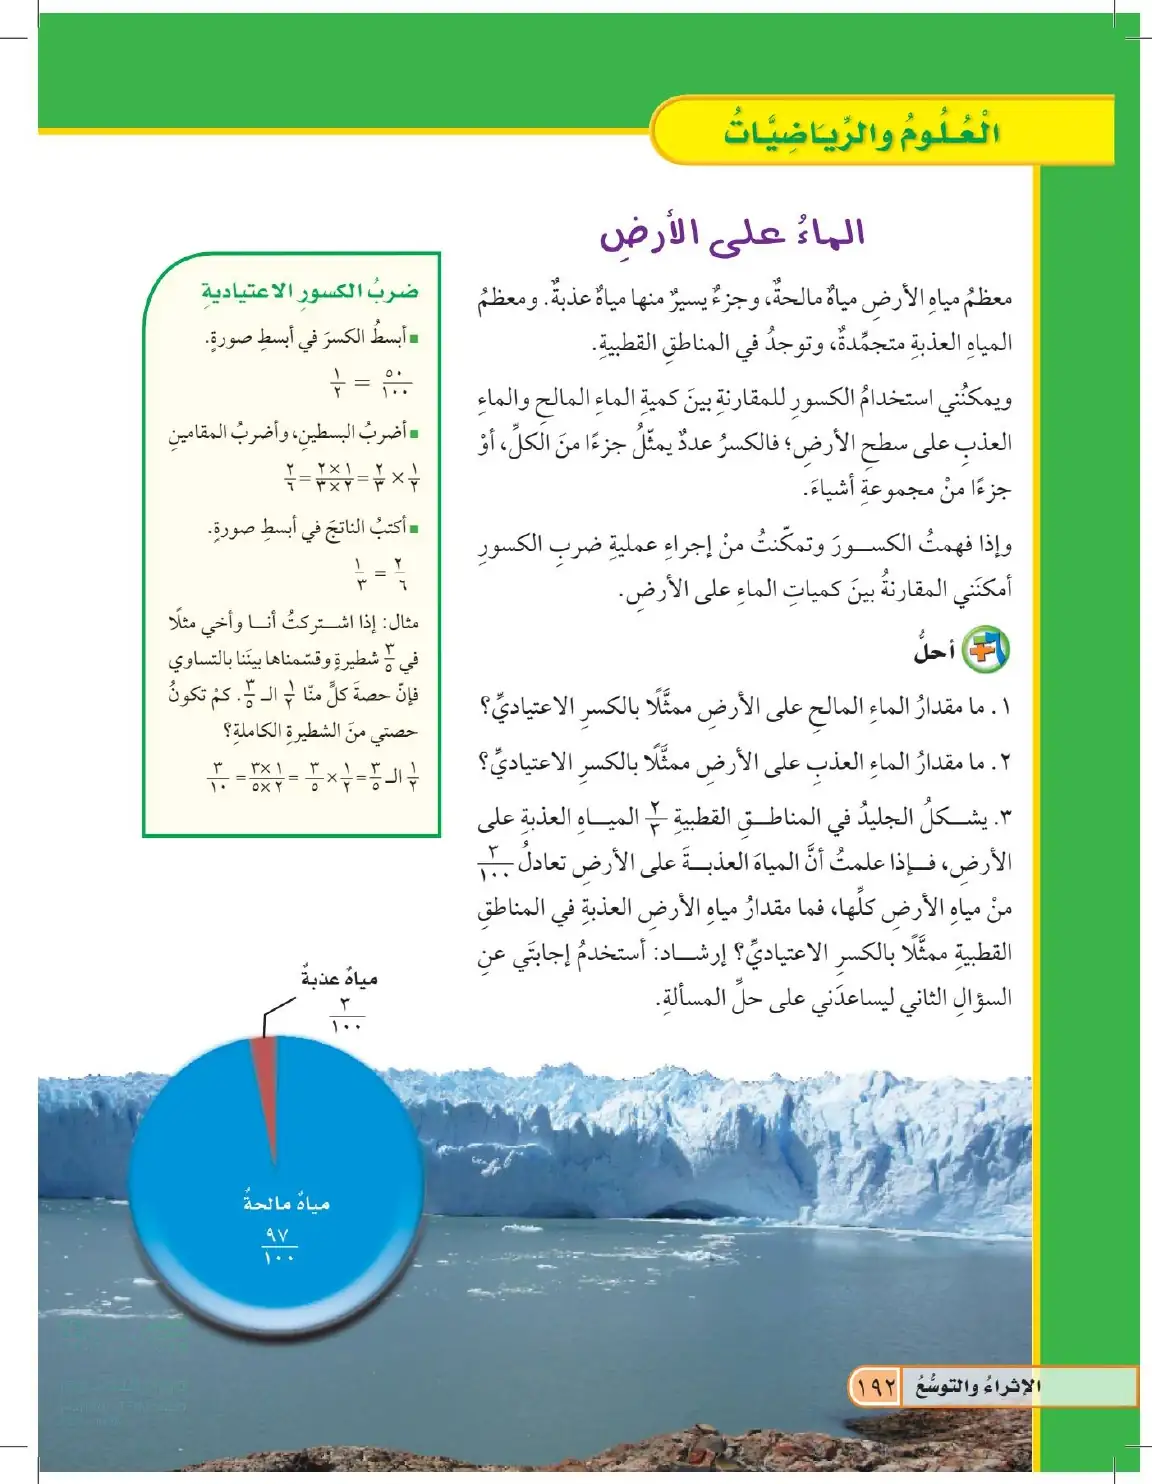 الْعُلُومُ والرِّيَاضِيَّاتُ
الماءُ على الأرضِ
معظمُ مياهِ الأرضِ مياهٌ مالحةٌ، وجزءٌ يسيرٌ منها مياهٌ عذبةٌ. ومعظمُ
المياهِ العذبةِ متجمِّدةٌ، وتوجدُ في المناطقِ القطبيةِ.
ويمكنُني استخدامُ الكسورِ للمقارنةِ بينَ كميةِ الماءِ المالحِ والماءِ
العذبِ على سطحِ الأرضِ؛ فالكسرُ عددٌ يمثّلُ جزءًا منَ الكلِّ، أوْ
جزءًا منْ مجموعةِ أشياءَ.
وإذا فهمتُ الكسورَ وتمكّنتُ منْ إجراءِ عمليةِ ضربِ الكسورِ
أمكنَني المقارنةُ بينَ كمياتِ الماءِ على الأرضِ.
أحلُّ
١. ما مقدارُ الماءِ المالحِ على الأرضِ ممثَّلًا بالكسرِ الاعتياديِّ؟
٢. ما مقدارُ الماءِ العذبِ على الأرضِ ممثَّلًا بالكسرِ الاعتياديِّ؟
٣. يشكلُ الجليدُ في المناطقِ القطبيةِ ٢/٣ المياهِ العذبةِ على
الأرضِ، فإذا علمتُ أنَّ المياهَ العذبةَ على الأرضِ تعادلُ ٣/١٠٠
منْ مياهِ الأرضِ كلِّها، فما مقدارُ مياهِ الأرضِ العذبةِ في المناطقِ
القطبيةِ ممثَّلًا بالكسرِ الاعتياديِّ؟ إرشاد: أستخدمُ إجابتَي عنِ
السؤالِ الثاني ليساعدَني على حلِّ المسألةِ.
ضربُ الكسورِ الاعتياديةِ
■ أبسطُ الكسرَ في أبسطِ صورةٍ.
٥٠/١٠٠ = ١/٢
■ أضربُ البسطينِ، وأضربُ المقامينِ
١/٢ × ٢/٣ = ١×٢/٢×٣ = ٢/٦
■ أكتبُ الناتجَ في أبسطِ صورةٍ.
٢/٦ = ١/٣
مثال: إذا اشتركتُ أنا وأخي مثلًا
في ٣/٥ شطيرةٍ وقسّمناها بينَنا بالتساوي
فإنّ حصةَ كلٍّ منّا ١/٢ الـ ٣/٥. كمْ تكونُ
حصتي منَ الشطيرةِ الكاملةِ؟
١/٢ الـ ٣/٥ = ١/٢ × ٣/٥ = ١×٣/٢×٥ = ٣/١٠
مياهٌ عذبةٌ
٣/١٠٠
مياهٌ مالحةٌ
٩٧/١٠٠
الإثراءُ والتوسُّعُ ١٩٢